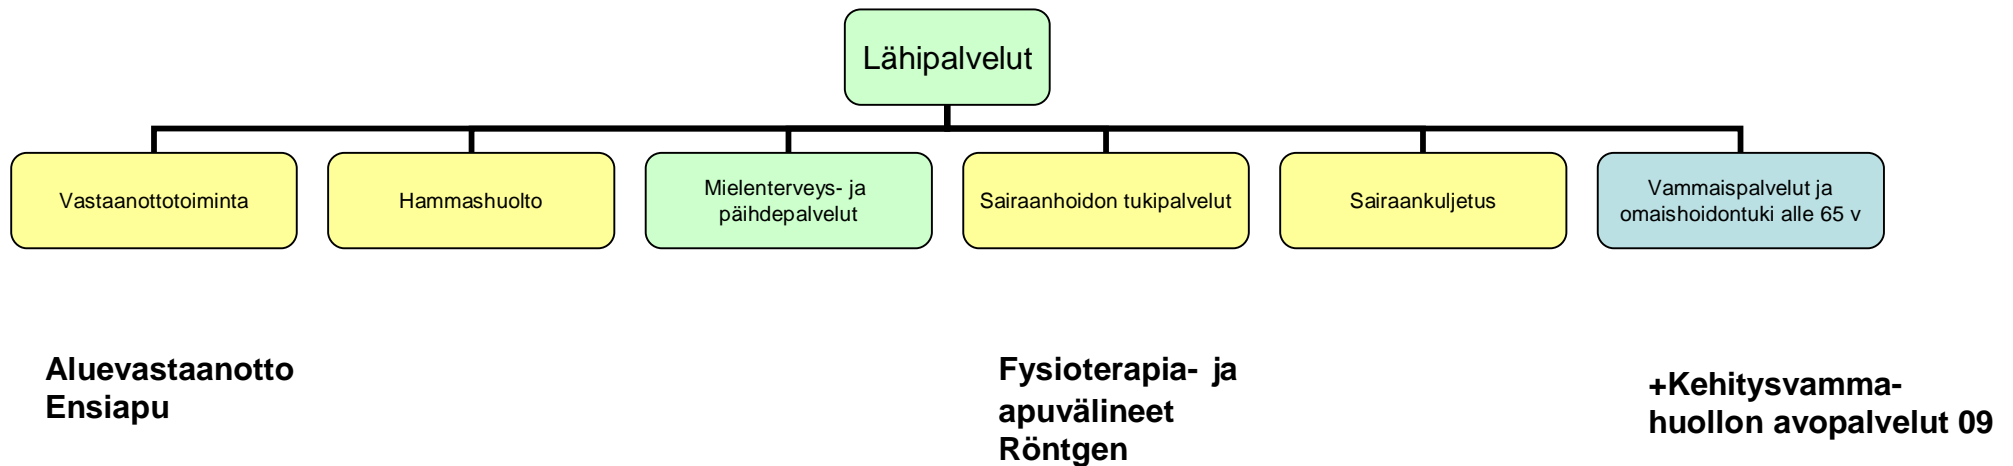 Lähipalvelut
Vastaanottotoiminta
Hammashuolto
Mielenterveys- ja
päihdepalvelut
Sairaanhoidon tukipalvelut
Sairaankuljetus
Vammaispalvelut ja
omaishoidontuki alle 65 v
Aluevastaanotto
Ensiapu
Fysioterapia- ja
apuvälineet
Röntgen
+Kehitysvamma-
huollon avopalvelut 09